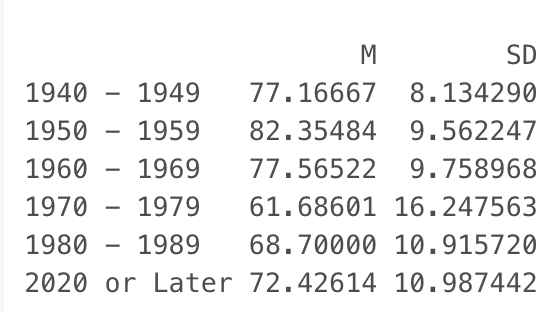 M SD
1940 – 1949 77.16667 8.134290
1950 – 1959 82.35484 9.562247
1960 – 1969 77.56522 9.758968
1970 – 1979 61.68601 16.247563
1980 – 1989 68.70000 10.915720
2020 or Later 72.42614 10.987442